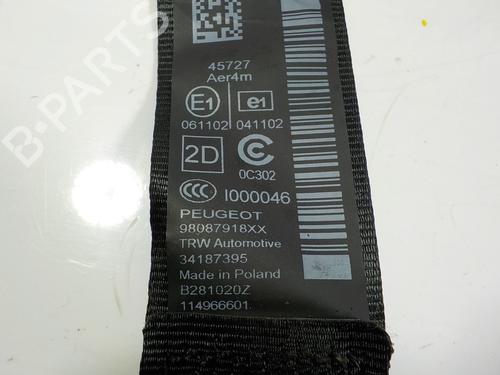 45727
Aer4m
E1 e1
061102 041102
2D C
0C302
CCC I000046
PEUGEOT
98087918XX
TRW Automotive
34187395
Made in Poland
B281020Z
114966601
B-PARTS